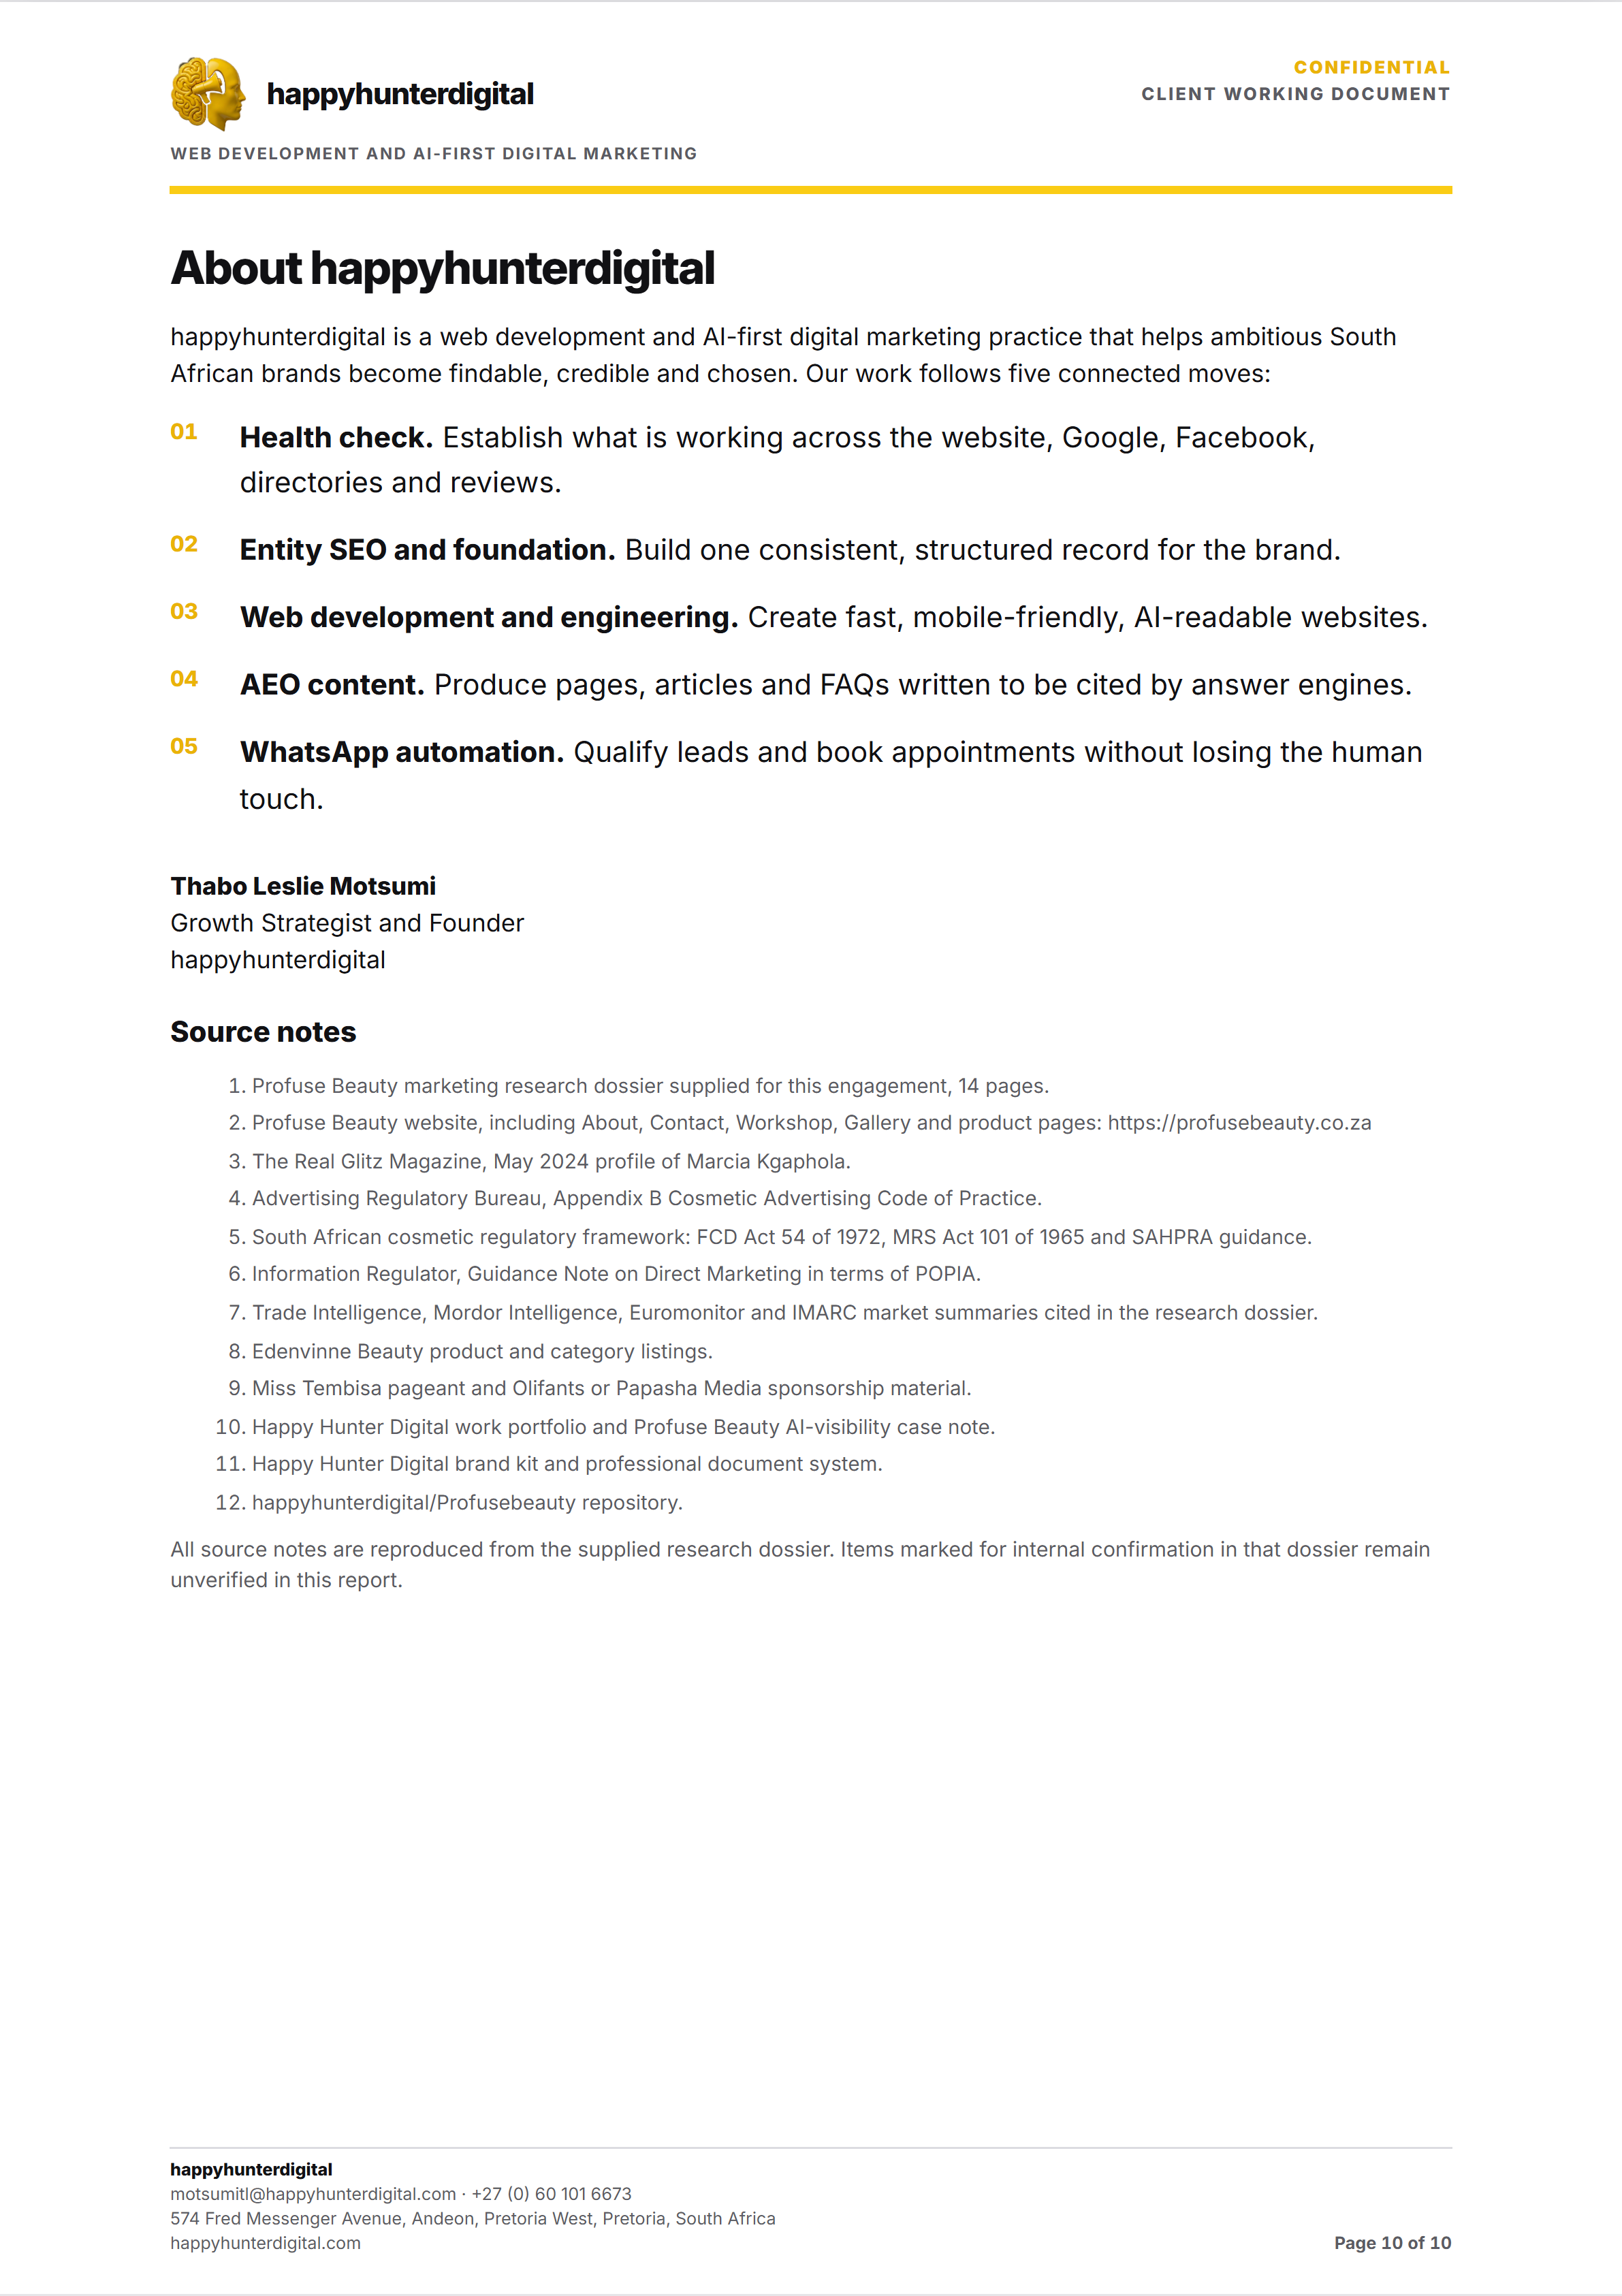 happyhunterdigital
CONFIDENTIAL
CLIENT WORKING DOCUMENT
WEB DEVELOPMENT AND AI-FIRST DIGITAL MARKETING
About happyhunterdigital
happyhunterdigital is a web development and AI-first digital marketing practice that helps ambitious South
African brands become findable, credible and chosen. Our work follows five connected moves:
01 Health check. Establish what is working across the website, Google, Facebook,
directories and reviews.
02 Entity SEO and foundation. Build one consistent, structured record for the brand.
03 Web development and engineering. Create fast, mobile-friendly, AI-readable websites.
04 AEO content. Produce pages, articles and FAQs written to be cited by answer engines.
05 WhatsApp automation. Qualify leads and book appointments without losing the human
touch.
Thabo Leslie Motsumi
Growth Strategist and Founder
happyhunterdigital
Source notes
1. Profuse Beauty marketing research dossier supplied for this engagement, 14 pages.
2. Profuse Beauty website, including About, Contact, Workshop, Gallery and product pages: https://profusebeauty.co.za
3. The Real Glitz Magazine, May 2024 profile of Marcia Kgaphola.
4. Advertising Regulatory Bureau, Appendix B Cosmetic Advertising Code of Practice.
5. South African cosmetic regulatory framework: FCD Act 54 of 1972, MRS Act 101 of 1965 and SAHPRA guidance.
6. Information Regulator, Guidance Note on Direct Marketing in terms of POPIA.
7. Trade Intelligence, Mordor Intelligence, Euromonitor and IMARC market summaries cited in the research dossier.
8. Edenvinne Beauty product and category listings.
9. Miss Tembisa pageant and Olifants or Papasha Media sponsorship material.
10. Happy Hunter Digital work portfolio and Profuse Beauty AI-visibility case note.
11. Happy Hunter Digital brand kit and professional document system.
12. happyhunterdigital/Profusebeauty repository.
All source notes are reproduced from the supplied research dossier. Items marked for internal confirmation in that dossier remain
unverified in this report.
happyhunterdigital
motsumitl@happyhunterdigital.com · +27 (0) 60 101 6673
574 Fred Messenger Avenue, Andeon, Pretoria West, Pretoria, South Africa
happyhunterdigital.com
Page 10 of 10